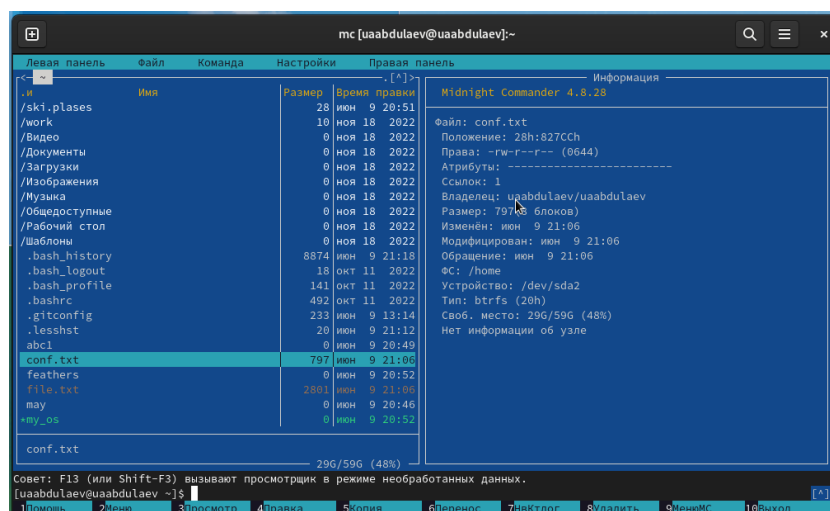 mc [uaabdulaev@uaabdulaev]:~
Левая панель Файл Команда Настройки Правая панель
<- ~ .[^]>
.и Имя Размер Время правки
/ski.plases 28 июн 9 20:51
/work 10 ноя 18 2022
/Видео 0 ноя 18 2022
/Документы 0 ноя 18 2022
/Загрузки 0 ноя 18 2022
/Изображения 0 ноя 18 2022
/Музыка 0 ноя 18 2022
/Общедоступные 0 ноя 18 2022
/Рабочий стол 0 ноя 18 2022
/Шаблоны 0 ноя 18 2022
.bash_history 8874 июн 9 21:18
.bash_logout 18 окт 11 2022
.bash_profile 141 окт 11 2022
.bashrc 492 окт 11 2022
.gitconfig 233 июн 9 13:14
.lesshst 20 июн 9 21:12
abc1 0 июн 9 20:49
conf.txt 797 июн 9 21:06
feathers 0 июн 9 20:52
file.txt 2801 июн 9 21:06
may 0 июн 9 20:46
*my_os 0 июн 9 20:52
conf.txt
29G/59G (48%)
Информация
Midnight Commander 4.8.28
Файл: conf.txt
Положение: 28h:827CCh
Права: -rw-r--r-- (0644)
Атрибуты: ------------------------
Ссылок: 1
Владелец: uaabdulaev/uaabdulaev
Размер: 797 блоков)
Изменён: июн 9 21:06
Модифицирован: июн 9 21:06
Обращение: июн 9 21:06
ФС: /home
Устройство: /dev/sda2
Тип: btrfs (20h)
Своб. место: 29G/59G (48%)
Нет информации об узле
Совет: F13 (или Shift-F3) вызывают просмотрщик в режиме необработанных данных.
[uaabdulaev@uaabdulaev ~]$ [^]
1Помощь 2Меню 3Просмотр 4Правка 5Копия 6Перенос 7НвКтлог 8Удалить 9МенюMC 10Выход